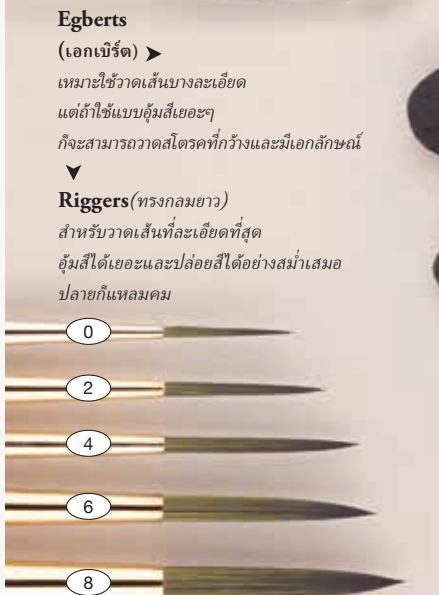 Egberts
(เอกเบิร์ต) ➤
เหมาะใช้วาดเส้นบางละเอียด
แต่ถ้าใช้แบบอุ้มสีเยอะๆ
ก็จะสามารถวาดสโตรคที่กว้างและมีเอกลักษณ์
Riggers(ทรงกลมยาว)
สำหรับวาดเส้นที่ละเอียดที่สุด
อุ้มสีได้เยอะและปล่อยสีได้อย่างสม่ำเสมอ
ปลายก็แหลมคม
0
2
4
6
8